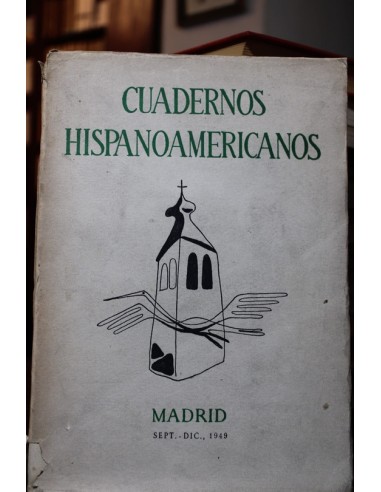 CUADERNOS
HISPANOAMERICANOS
MADRID
SEPT.-DIC., 1949